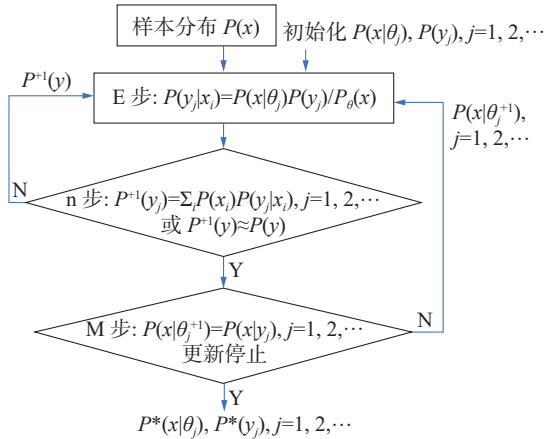 样本分布 P(x)
初始化 P(x|θⱼ), P(yⱼ), j=1, 2,⋯
P⁺¹(y)
E 步: P(yⱼ|xᵢ)=P(x|θⱼ)P(yⱼ)/P_θ(x)
P(x|θⱼ⁺¹),
j=1, 2,⋯
N
n 步: P⁺¹(yⱼ)=Σᵢ P(xᵢ)P(yⱼ|xᵢ), j=1, 2,⋯
或 P⁺¹(y)≈P(y)
Y
N
M 步: P(x|θⱼ⁺¹)=P(x|yⱼ), j=1, 2,⋯
更新停止
Y
P*(x|θⱼ), P*(yⱼ), j=1, 2,⋯